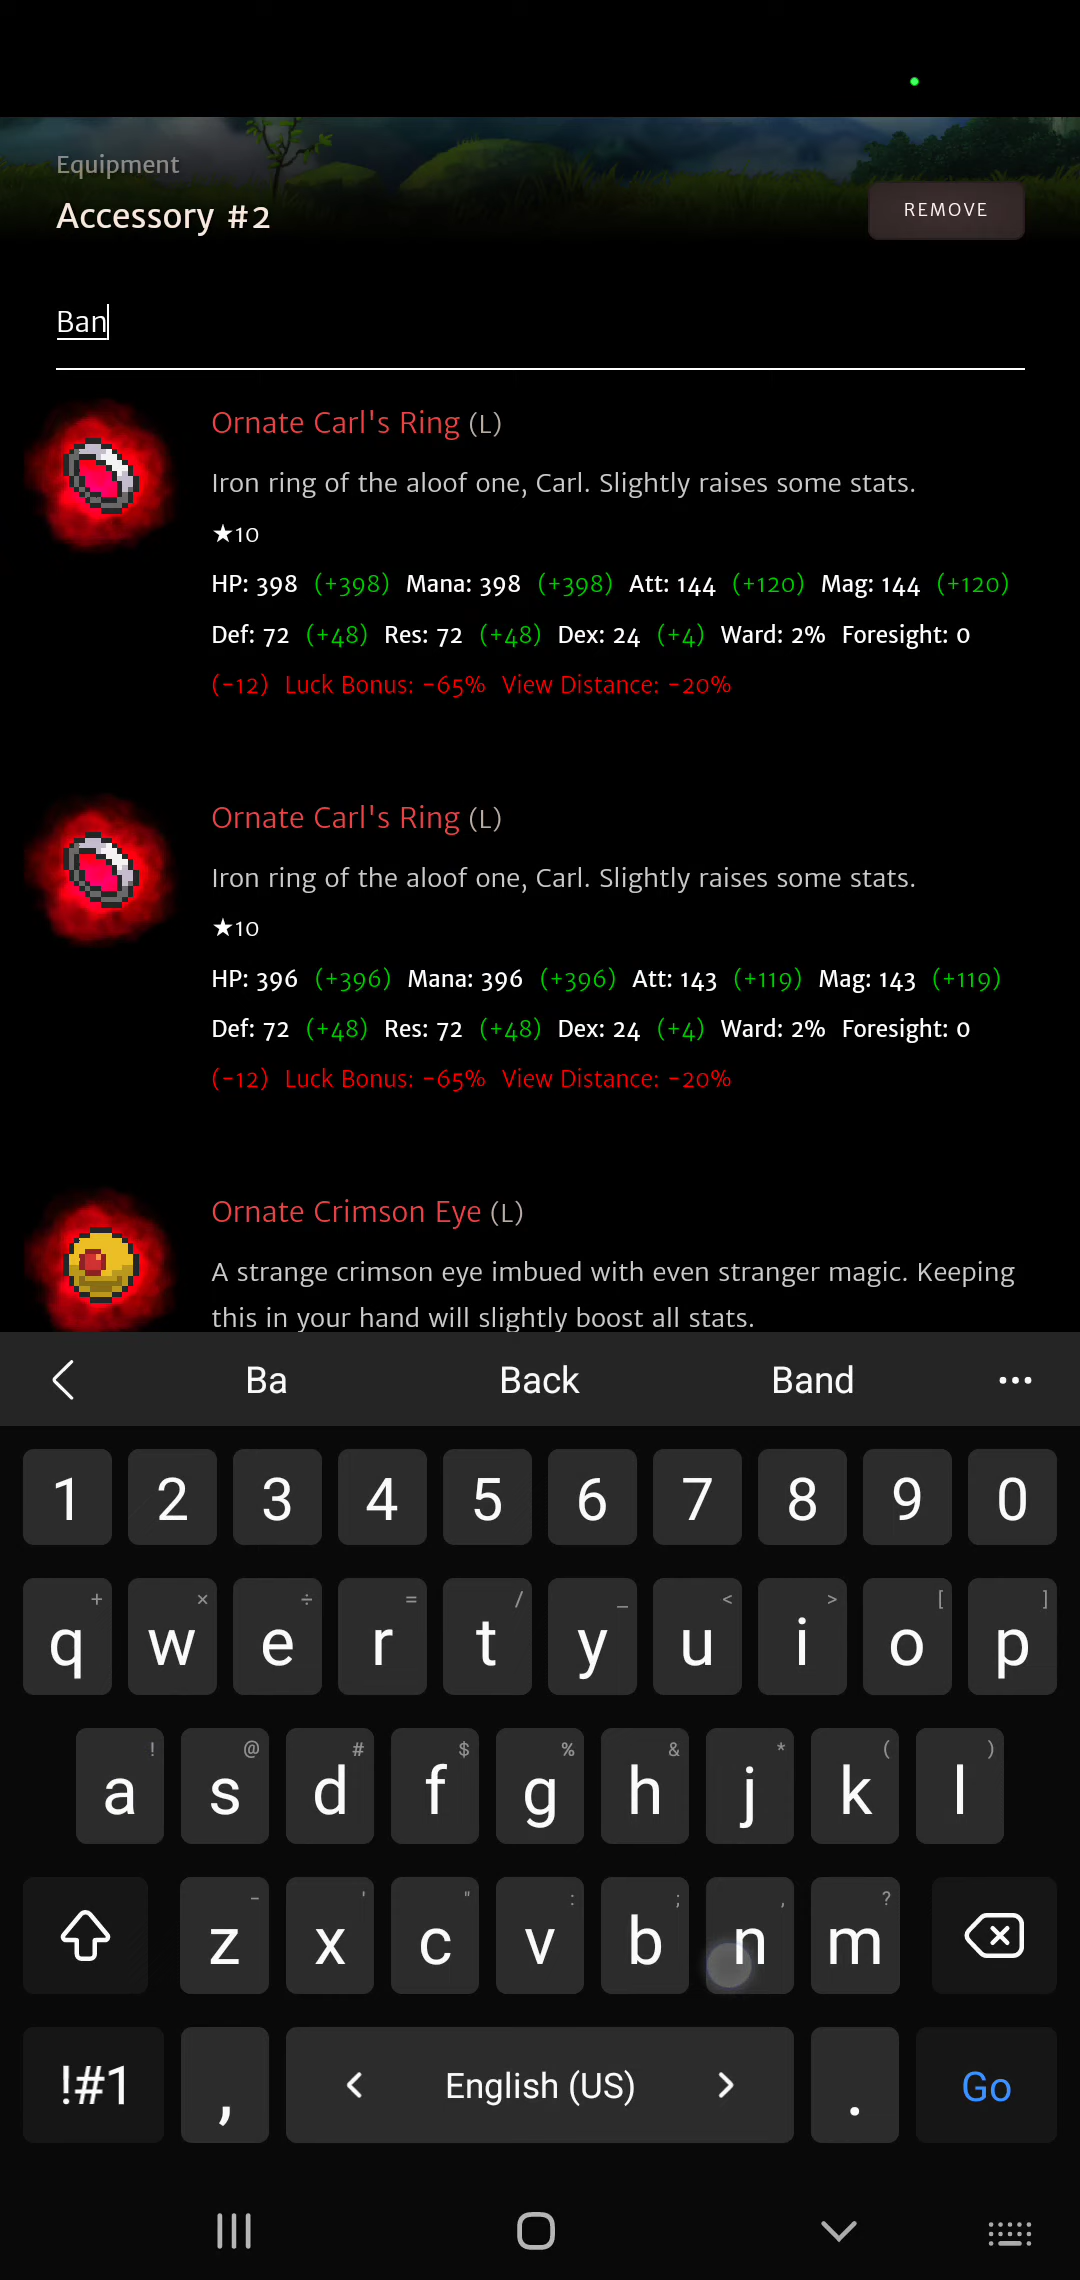 Equipment
Accessory #2
REMOVE
Ban
Ornate Carl's Ring (L)
Iron ring of the aloof one, Carl. Slightly raises some stats.
★10
HP: 398 (+398) Mana: 398 (+398) Att: 144 (+120) Mag: 144 (+120)
Def: 72 (+48) Res: 72 (+48) Dex: 24 (+4) Ward: 2% Foresight: 0
(-12) Luck Bonus: -65% View Distance: -20%
Ornate Carl's Ring (L)
Iron ring of the aloof one, Carl. Slightly raises some stats.
★10
HP: 396 (+396) Mana: 396 (+396) Att: 143 (+119) Mag: 143 (+119)
Def: 72 (+48) Res: 72 (+48) Dex: 24 (+4) Ward: 2% Foresight: 0
(-12) Luck Bonus: -65% View Distance: -20%
Ornate Crimson Eye (L)
A strange crimson eye imbued with even stranger magic. Keeping
this in your hand will slightly boost all stats.
Ba Back Band ...
1 2 3 4 5 6 7 8 9 0
+ × ÷ = / _ < > [ ]
q w e r t y u i o p
! @ # $ % & * ( )
a s d f g h j k l
- ' " : ; , ?
z x c v b n m
!#1 , < English (US) > . Go